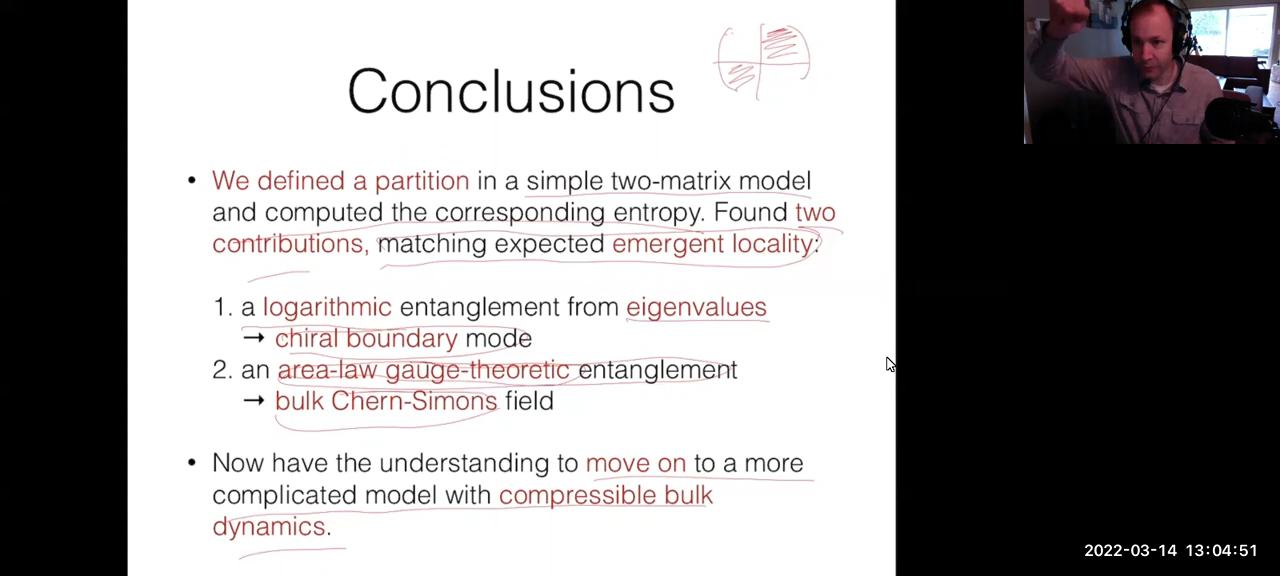 Conclusions
• We defined a partition in a simple two-matrix model
and computed the corresponding entropy. Found two
contributions, matching expected emergent locality:
1. a logarithmic entanglement from eigenvalues
→ chiral boundary mode
2. an area-law gauge-theoretic entanglement
→ bulk Chern-Simons field
• Now have the understanding to move on to a more
complicated model with compressible bulk
dynamics.
2022-03-14 13:04:51